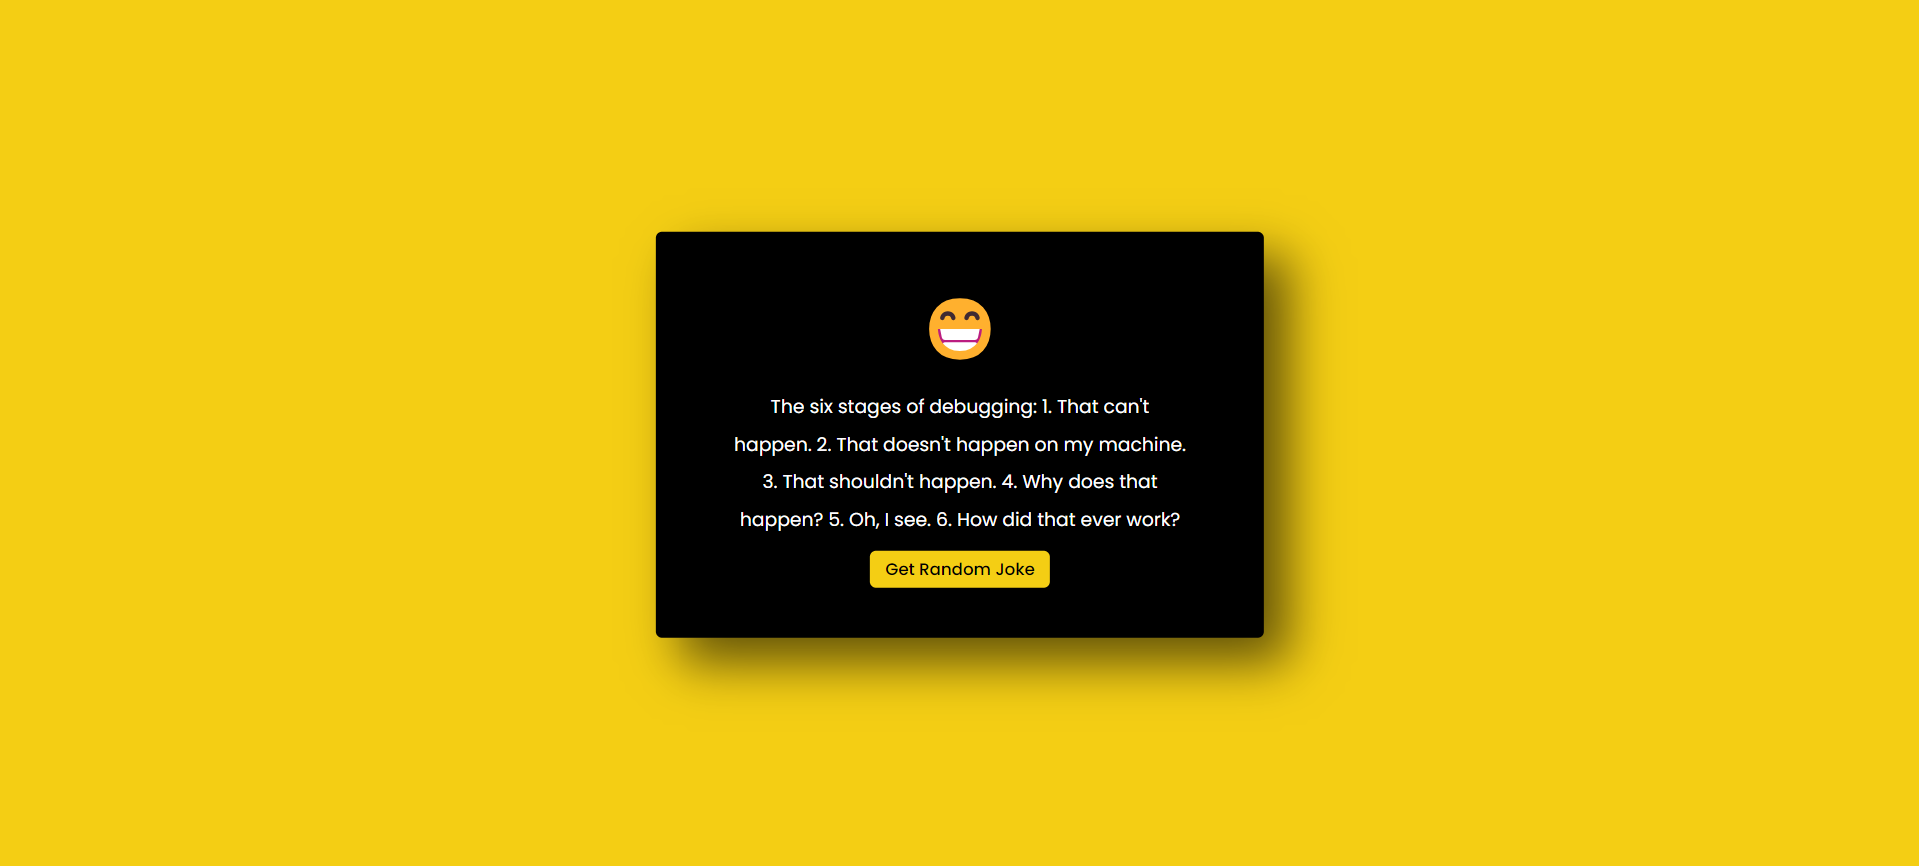 The six stages of debugging: 1. That can't
happen. 2. That doesn't happen on my machine.
3. That shouldn't happen. 4. Why does that
happen? 5. Oh, I see. 6. How did that ever work?
Get Random Joke